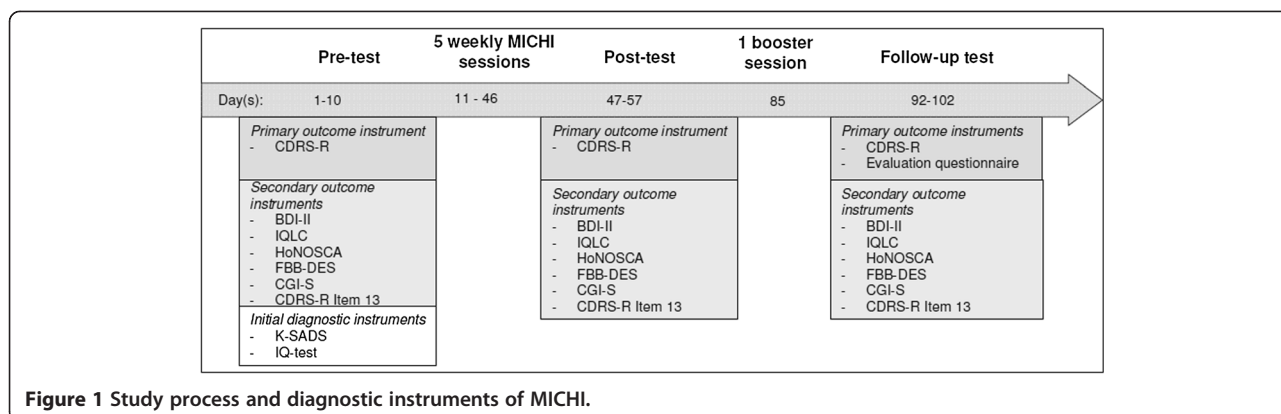 Pre-test
5 weekly MICHI
sessions
Post-test
1 booster
session
Follow-up test
Day(s): 1-10 11 - 46 47-57 85 92-102
Primary outcome instrument
- CDRS-R
Secondary outcome
instruments
- BDI-II
- IQLC
- HoNOSCA
- FBB-DES
- CGI-S
- CDRS-R Item 13
Initial diagnostic instruments
- K-SADS
- IQ-test
Primary outcome instrument
- CDRS-R
Secondary outcome
instruments
- BDI-II
- IQLC
- HoNOSCA
- FBB-DES
- CGI-S
- CDRS-R Item 13
Primary outcome instruments
- CDRS-R
- Evaluation questionnaire
Secondary outcome
instruments
- BDI-II
- IQLC
- HoNOSCA
- FBB-DES
- CGI-S
- CDRS-R Item 13
Figure 1 Study process and diagnostic instruments of MICHI.